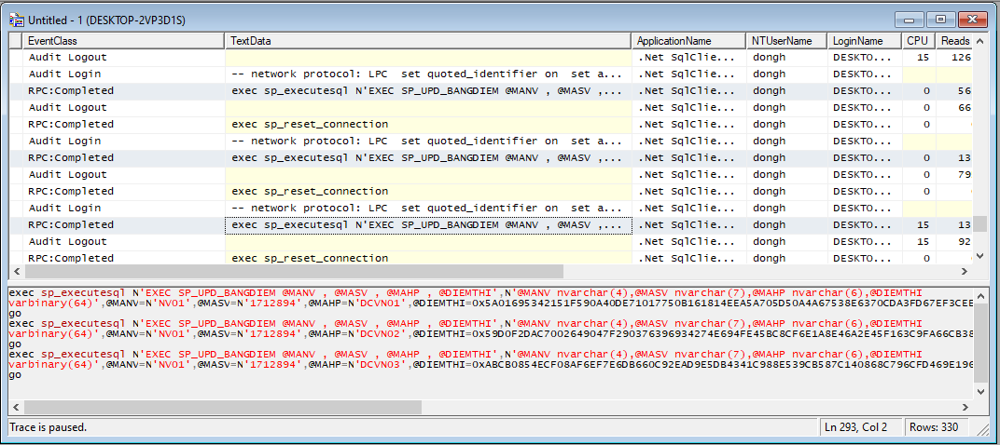 Untitled - 1 (DESKTOP-2VP3D1S)
EventClass TextData ApplicationName NTUserName LoginName CPU Reads
Audit Logout .Net SqlClie... dongh DESKTO... 15 126
Audit Login -- network protocol: LPC set quoted_identifier on set a... .Net SqlClie... dongh DESKTO...
RPC:Completed exec sp_executesql N'EXEC SP_UPD_BANGDIEM @MANV , @MASV ,... .Net SqlClie... dongh DESKTO... 0 56
Audit Logout .Net SqlClie... dongh DESKTO... 0 66
RPC:Completed exec sp_reset_connection .Net SqlClie... dongh DESKTO... 0
Audit Login -- network protocol: LPC set quoted_identifier on set a... .Net SqlClie... dongh DESKTO...
RPC:Completed exec sp_executesql N'EXEC SP_UPD_BANGDIEM @MANV , @MASV ,... .Net SqlClie... dongh DESKTO... 0 13
Audit Logout .Net SqlClie... dongh DESKTO... 0 79
RPC:Completed exec sp_reset_connection .Net SqlClie... dongh DESKTO... 0
Audit Login -- network protocol: LPC set quoted_identifier on set a... .Net SqlClie... dongh DESKTO...
RPC:Completed exec sp_executesql N'EXEC SP_UPD_BANGDIEM @MANV , @MASV ,... .Net SqlClie... dongh DESKTO... 15 13
Audit Logout .Net SqlClie... dongh DESKTO... 15 92
RPC:Completed exec sp_reset_connection .Net SqlClie... dongh DESKTO... 0
exec sp_executesql N'EXEC SP_UPD_BANGDIEM @MANV , @MASV , @MAHP , @DIEMTHI',N'@MANV nvarchar(4),@MASV nvarchar(7),@MAHP nvarchar(6),@DIEMTHI
varbinary(64)',@MANV=N'NV01',@MASV=N'1712894',@MAHP=N'DCVN01',@DIEMTHI=0x5A01695342151F590A40DE71017750B161814EEA5A705D50A4A67538E6370CDA3FD67EF3CEE
go
exec sp_executesql N'EXEC SP_UPD_BANGDIEM @MANV , @MASV , @MAHP , @DIEMTHI',N'@MANV nvarchar(4),@MASV nvarchar(7),@MAHP nvarchar(6),@DIEMTHI
varbinary(64)',@MANV=N'NV01',@MASV=N'1712894',@MAHP=N'DCVN02',@DIEMTHI=0x59D0F2DAC7002649047F290376396934274E694FE45BC8CF6E1A8E46A2E45F163C9FA66CB38
go
exec sp_executesql N'EXEC SP_UPD_BANGDIEM @MANV , @MASV , @MAHP , @DIEMTHI',N'@MANV nvarchar(4),@MASV nvarchar(7),@MAHP nvarchar(6),@DIEMTHI
varbinary(64)',@MANV=N'NV01',@MASV=N'1712894',@MAHP=N'DCVN03',@DIEMTHI=0xABCB0854ECF08AF6EF7E6DB660C92EAD9E5DB4341C988E539CB587C140868C796CFD469E196
go
Trace is paused. Ln 293, Col 2 Rows: 330